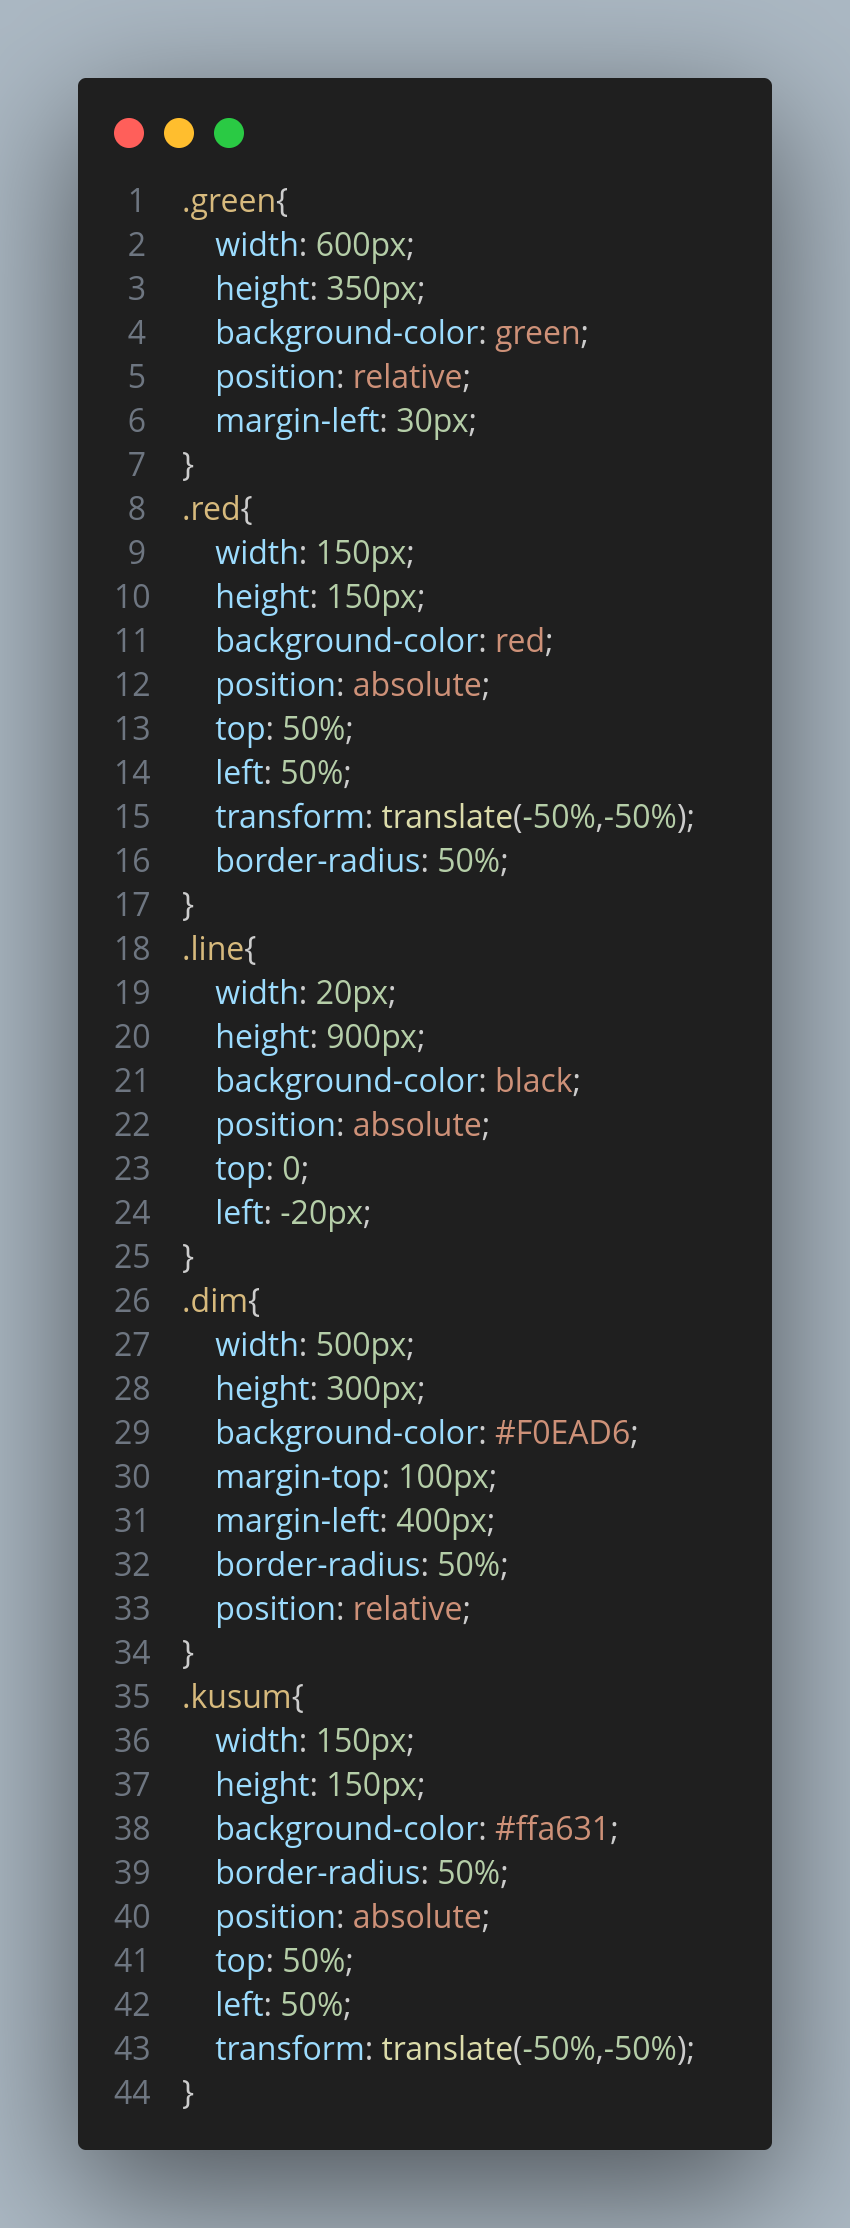 1 .green{
2 width: 600px;
3 height: 350px;
4 background-color: green;
5 position: relative;
6 margin-left: 30px;
7 }
8 .red{
9 width: 150px;
10 height: 150px;
11 background-color: red;
12 position: absolute;
13 top: 50%;
14 left: 50%;
15 transform: translate(-50%,-50%);
16 border-radius: 50%;
17 }
18 .line{
19 width: 20px;
20 height: 900px;
21 background-color: black;
22 position: absolute;
23 top: 0;
24 left: -20px;
25 }
26 .dim{
27 width: 500px;
28 height: 300px;
29 background-color: #F0EAD6;
30 margin-top: 100px;
31 margin-left: 400px;
32 border-radius: 50%;
33 position: relative;
34 }
35 .kusum{
36 width: 150px;
37 height: 150px;
38 background-color: #ffa631;
39 border-radius: 50%;
40 position: absolute;
41 top: 50%;
42 left: 50%;
43 transform: translate(-50%,-50%);
44 }